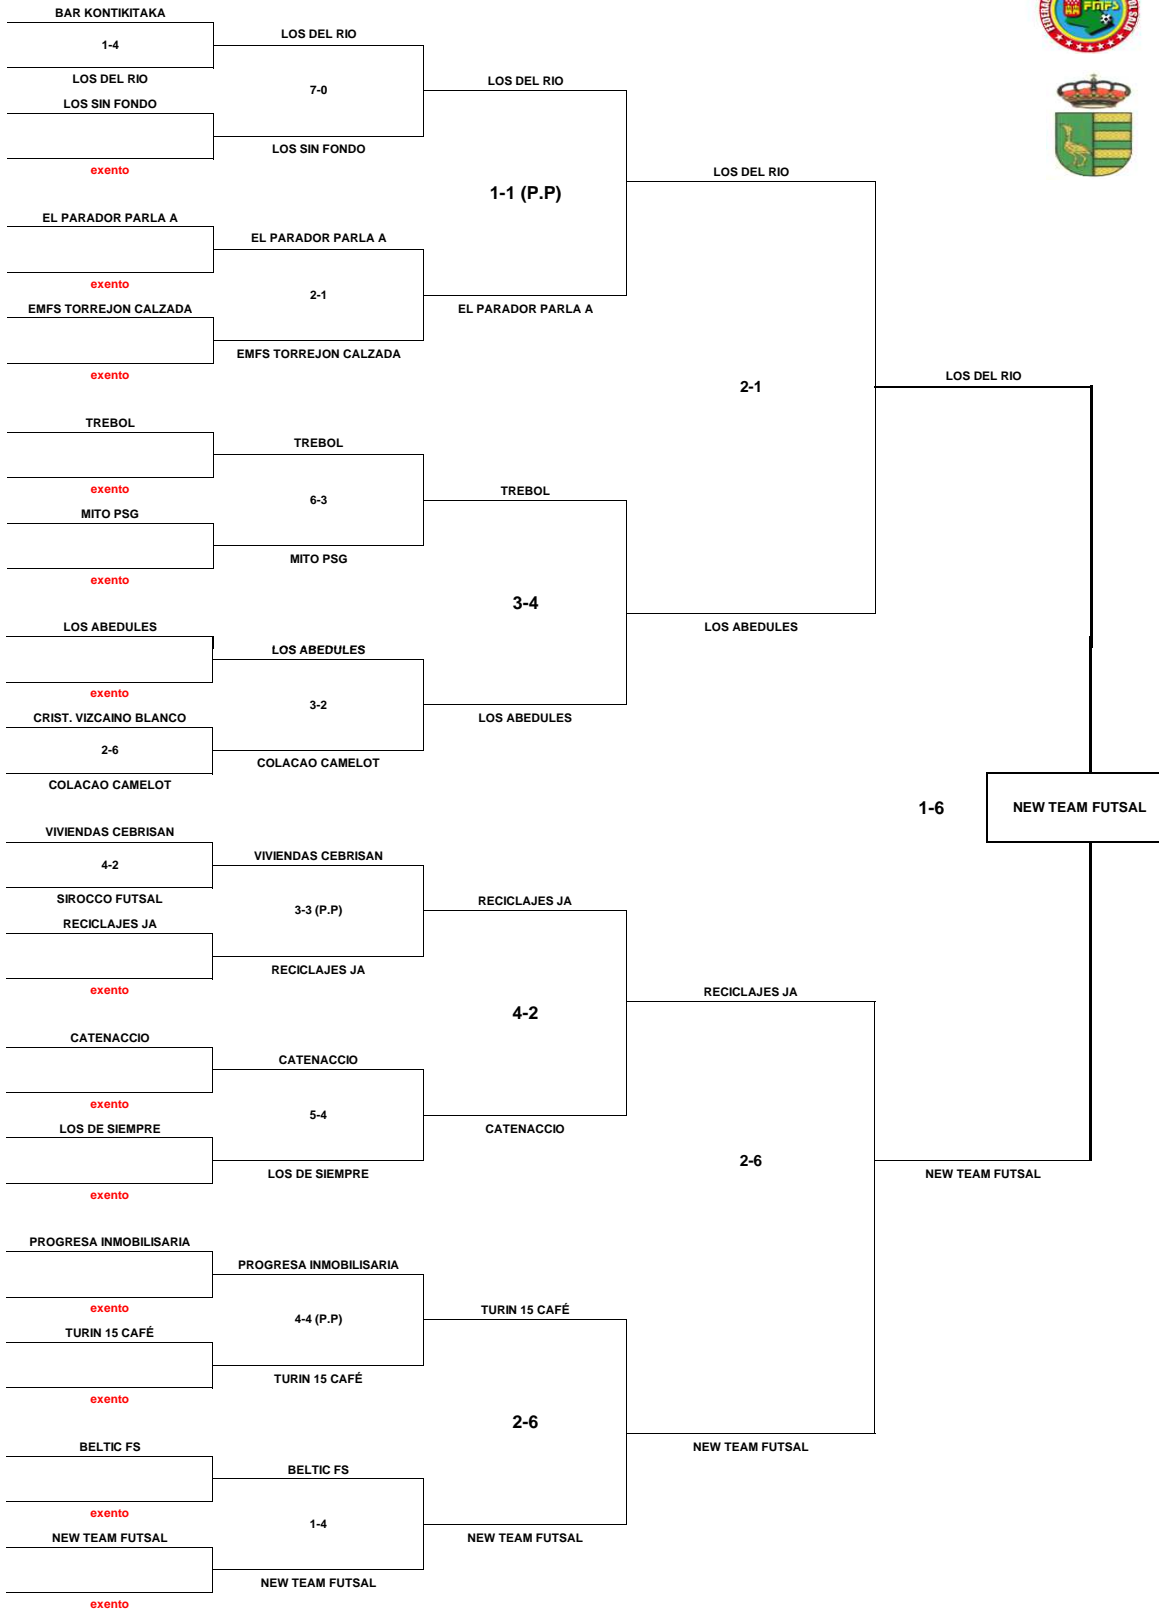 BAR KONTIKITAKA
1-4
LOS DEL RIO
LOS SIN FONDO
exento
EL PARADOR PARLA A
exento
EMFS TORREJON CALZADA
exento
TREBOL
exento
MITO PSG
exento
LOS ABEDULES
exento
CRIST. VIZCAINO BLANCO
2-6
COLACAO CAMELOT
VIVIENDAS CEBRISAN
4-2
SIROCCO FUTSAL
RECICLAJES JA
exento
CATENACCIO
exento
LOS DE SIEMPRE
exento
PROGRESA INMOBILISARIA
exento
TURIN 15 CAFÉ
exento
BELTIC FS
exento
NEW TEAM FUTSAL
exento
LOS DEL RIO
7-0
LOS SIN FONDO
EL PARADOR PARLA A
2-1
EMFS TORREJON CALZADA
TREBOL
6-3
MITO PSG
LOS ABEDULES
3-2
COLACAO CAMELOT
VIVIENDAS CEBRISAN
3-3 (P.P)
RECICLAJES JA
CATENACCIO
5-4
LOS DE SIEMPRE
PROGRESA INMOBILISARIA
4-4 (P.P)
TURIN 15 CAFÉ
BELTIC FS
1-4
NEW TEAM FUTSAL
LOS DEL RIO
1-1 (P.P)
EL PARADOR PARLA A
TREBOL
3-4
LOS ABEDULES
RECICLAJES JA
4-2
CATENACCIO
TURIN 15 CAFÉ
2-6
NEW TEAM FUTSAL
LOS DEL RIO
2-1
LOS ABEDULES
RECICLAJES JA
2-6
NEW TEAM FUTSAL
LOS DEL RIO
1-6
NEW TEAM FUTSAL
NEW TEAM FUTSAL
FMFS